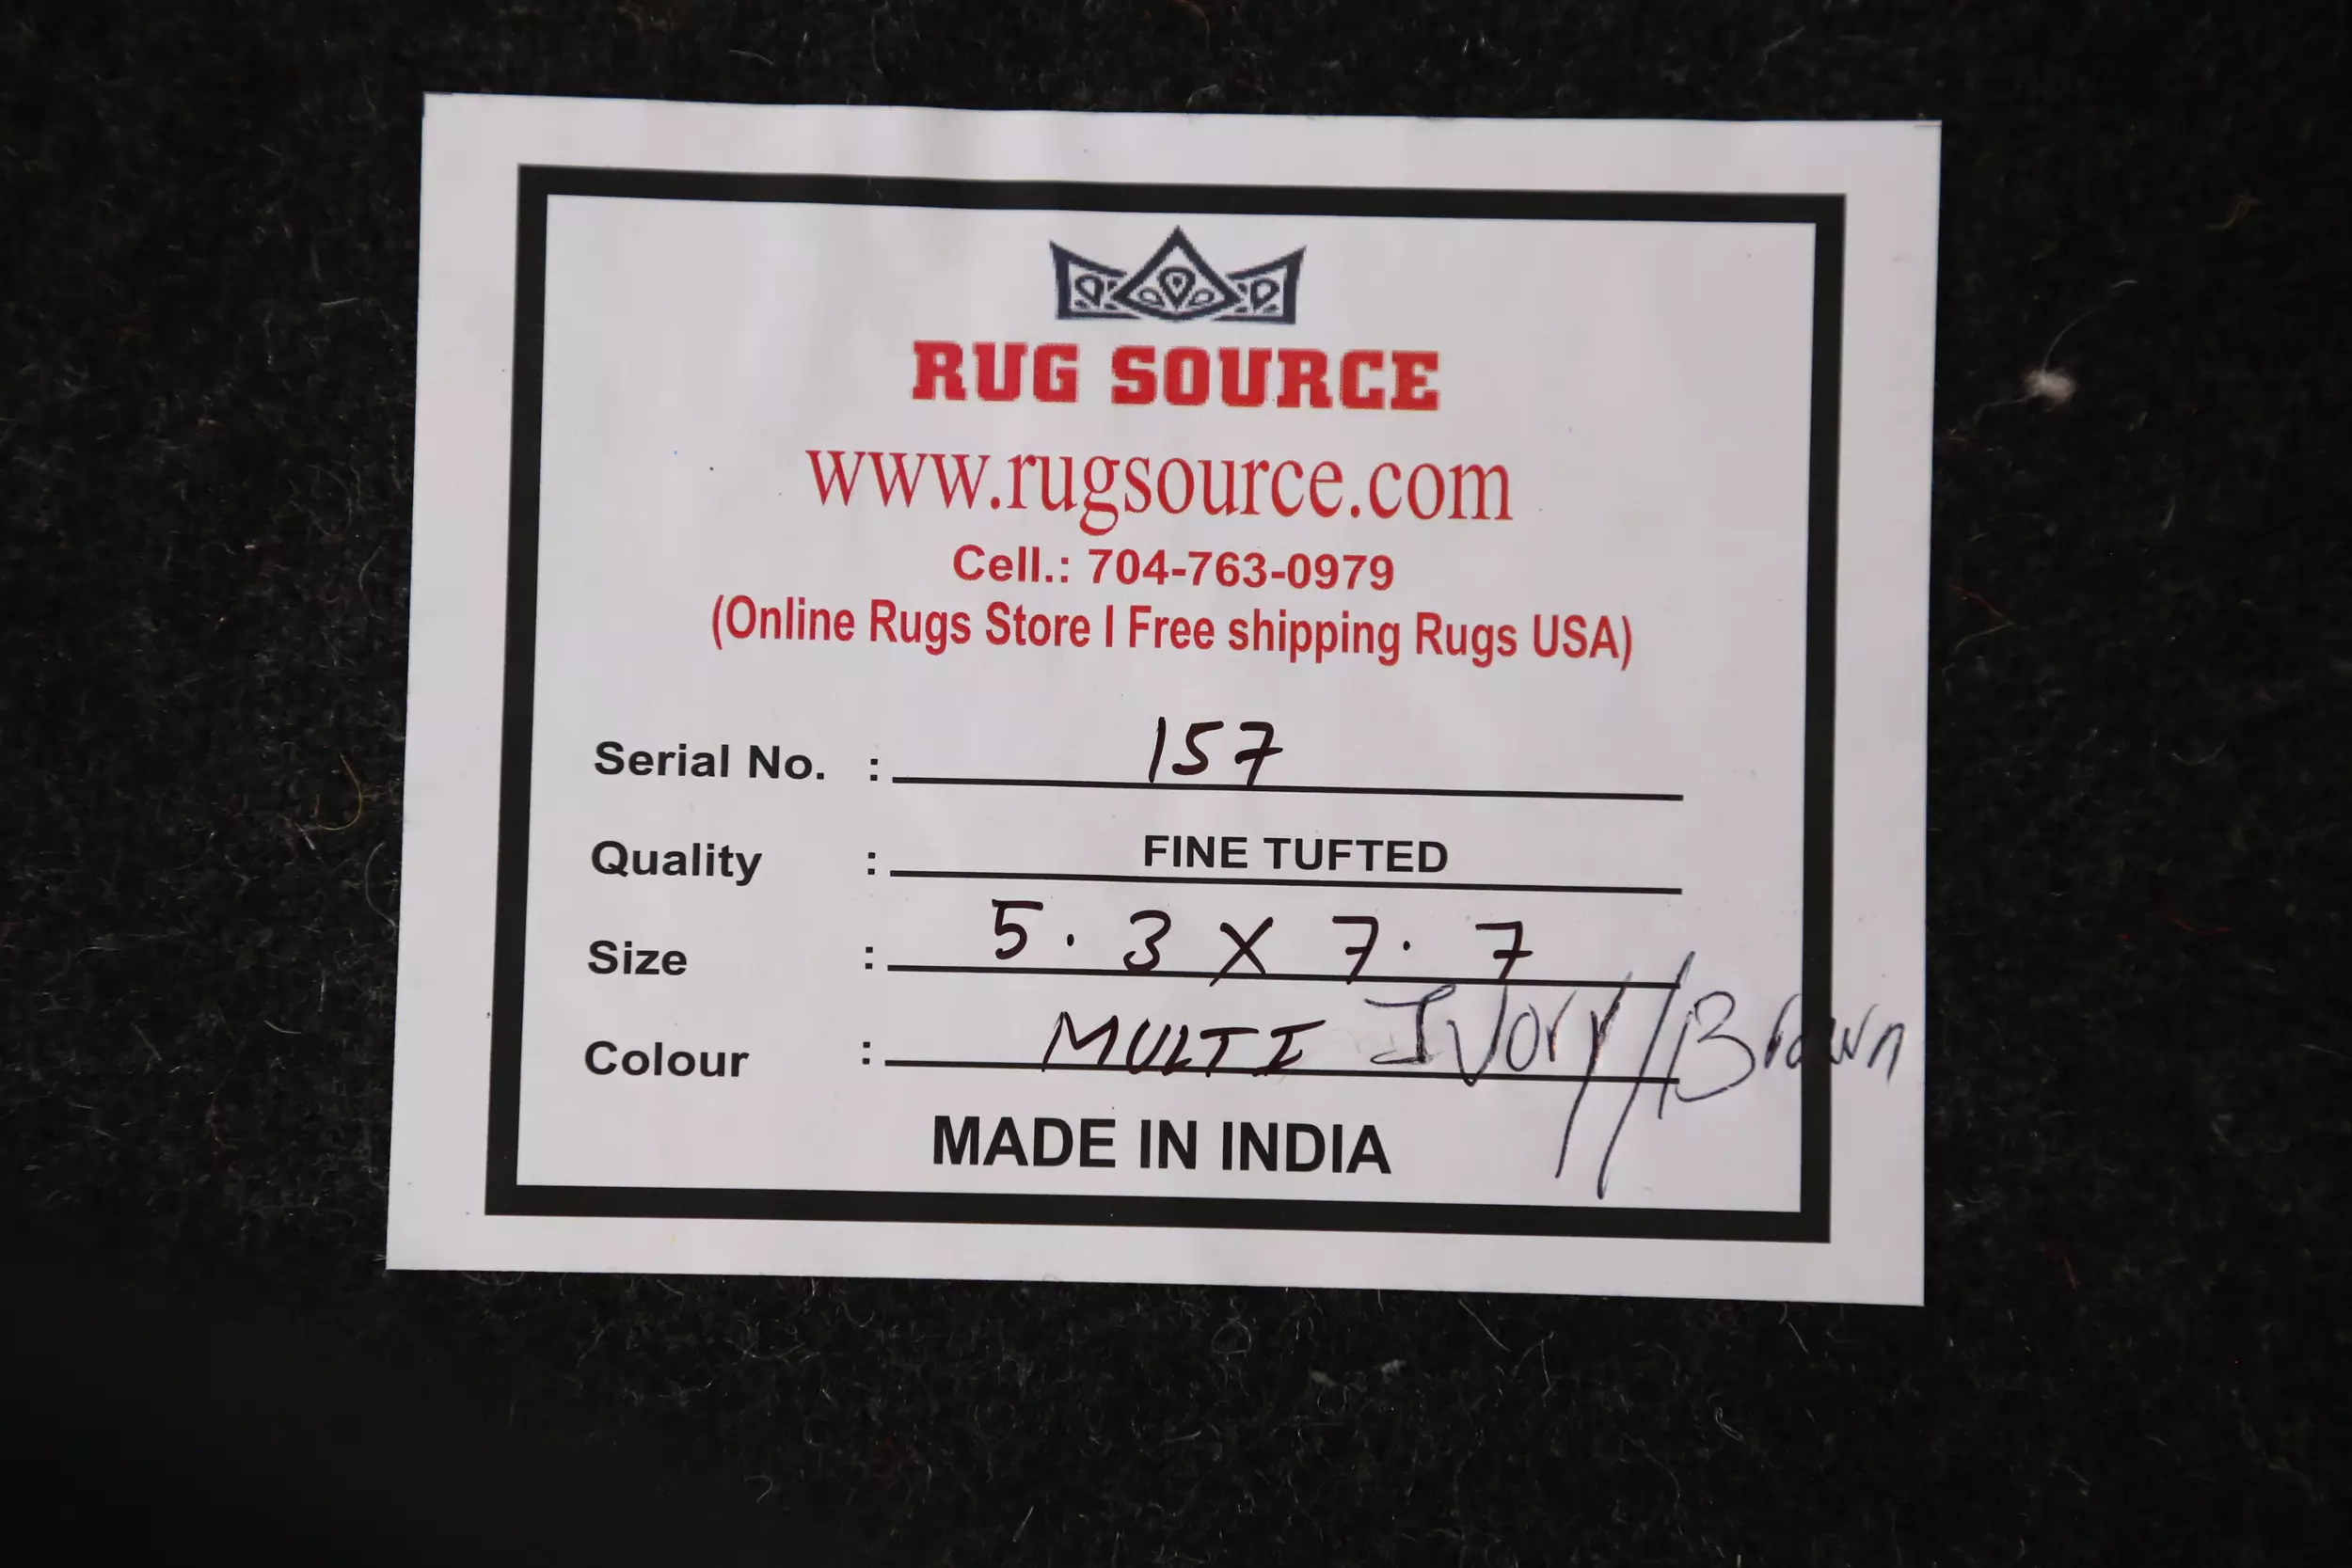 RUG SOURCE
www.rugsource.com
Cell.: 704-763-0979
(Online Rugs Store I Free shipping Rugs USA)
Serial No. : 157
Quality : FINE TUFTED
Size : 5.3 X 7.7
Colour : MULTI Ivory//Brown
MADE IN INDIA